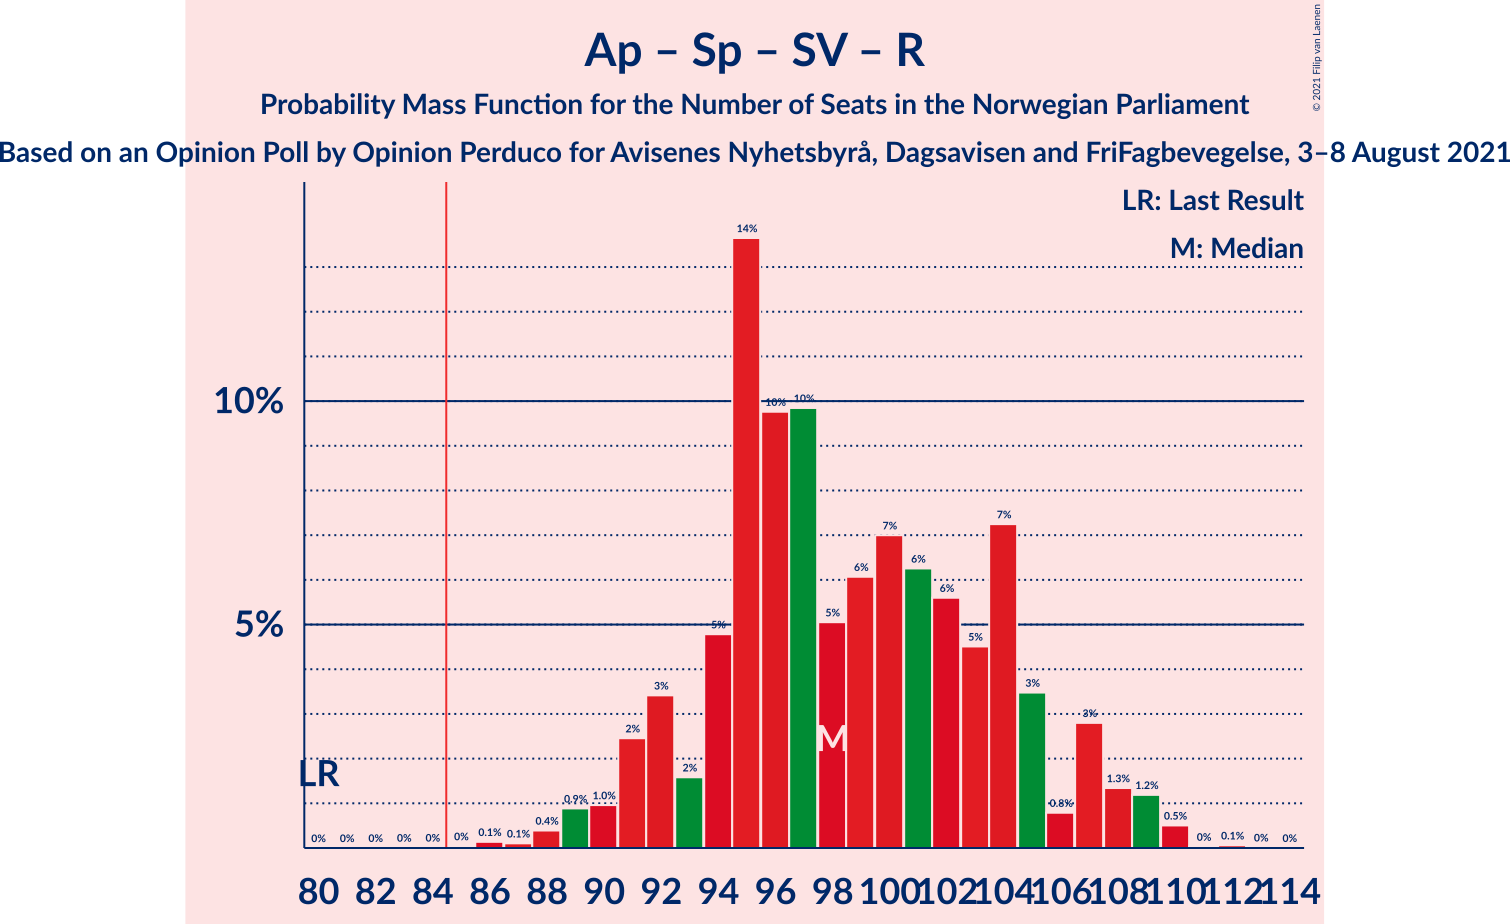 Ap – Sp – SV – R
Probability Mass Function for the Number of Seats in the Norwegian Parliament
Based on an Opinion Poll by Opinion Perduco for Avisenes Nyhetsbyrå, Dagsavisen and FriFagbevegelse, 3–8 August 2021
© 2021 Filip van Laenen
LR: Last Result
M: Median
14%
10%
10% 10%
7%
7%
6%
6%
6%
5%
5%
5%
5%
3%
3%
3%
2%
2%
M
LR
1.3%
1.2%
0.9%
1.0%
0.8%
0.4%
0.5%
0% 0% 0% 0% 0% 0% 0.1% 0.1% 0% 0.1% 0% 0%
80 82 84 86 88 90 92 94 96 98 100 102 104 106 108 110 112 114